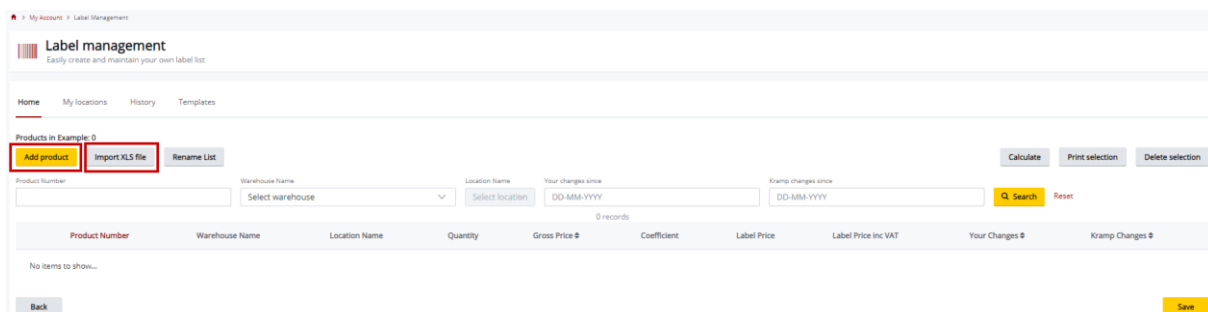 > My Account > Label Management
Label management
Easily create and maintain your own label list
Home My locations History Templates
Products in Example: 0
Add product Import XLS file Rename List Calculate Print selection Delete selection
Product Number Warehouse Name Location Name Your changes since Kramp changes since
Select warehouse Select location DD-MM-YYYY DD-MM-YYYY Search Reset
0 records
Product Number Warehouse Name Location Name Quantity Gross Price Coefficient Label Price Label Price inc VAT Your Changes Kramp Changes
No items to show...
Back Save